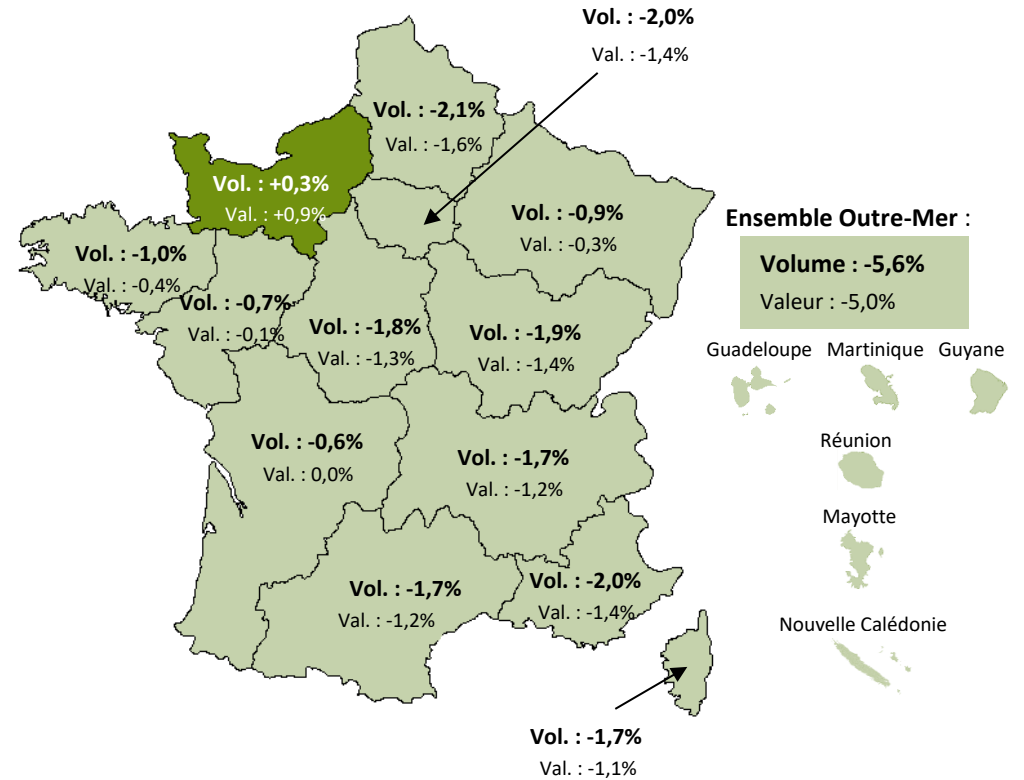 Vol. : -2,0%
Val. : -1,4%
Vol. : -2,1%
Val. : -1,6%
Vol. : +0,3%
Val. : +0,9%
Vol. : -0,9%
Val. : -0,3%
Vol. : -1,0%
Val. : -0,4%
Vol. : -0,7%
Val. : -0,1%
Vol. : -1,8%
Val. : -1,3%
Vol. : -1,9%
Val. : -1,4%
Vol. : -0,6%
Val. : 0,0%
Vol. : -1,7%
Val. : -1,2%
Vol. : -1,7%
Val. : -1,2%
Vol. : -2,0%
Val. : -1,4%
Vol. : -1,7%
Val. : -1,1%
Ensemble Outre-Mer :
Volume : -5,6%
Valeur : -5,0%
Guadeloupe Martinique Guyane
Réunion
Mayotte
Nouvelle Calédonie